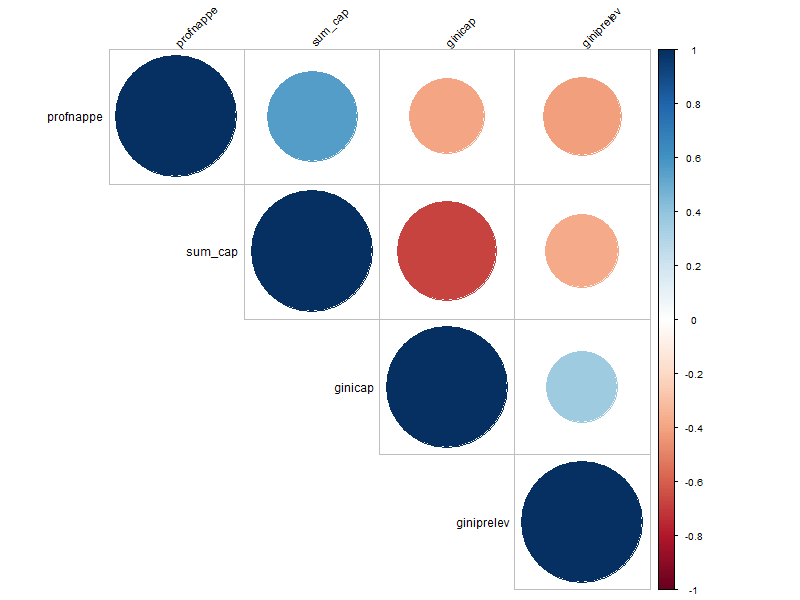 profnappe
sum_cap
ginicap
giniprelev
profnappe
sum_cap
ginicap
giniprelev
1
0.8
0.6
0.4
0.2
0
-0.2
-0.4
-0.6
-0.8
-1